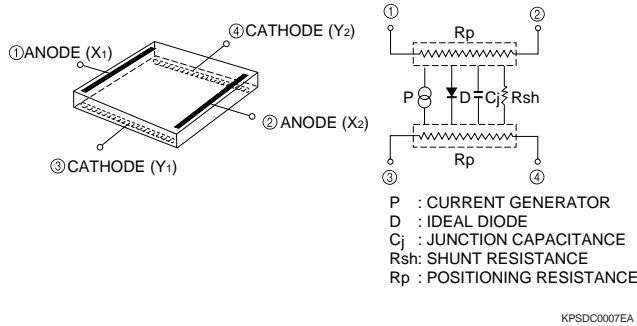 ①ANODE (X1)
④CATHODE (Y2)
② ANODE (X2)
③CATHODE (Y1)
① Rp ②
P D Cj Rsh
Rp
③ ④
P : CURRENT GENERATOR
D : IDEAL DIODE
Cj : JUNCTION CAPACITANCE
Rsh: SHUNT RESISTANCE
Rp : POSITIONING RESISTANCE
KPSDC0007EA